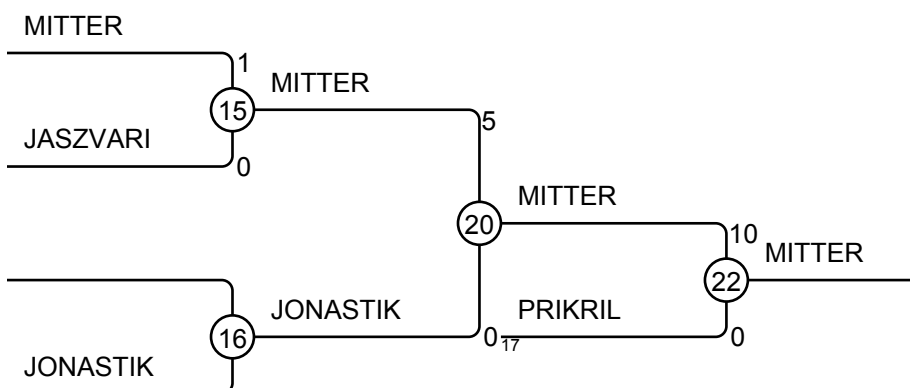 MITTER
1
MITTER
15
5
JASZVARI
0
MITTER
20
10
MITTER
22
JONASTIK
PRIKRIL
16
0
17
0
JONASTIK